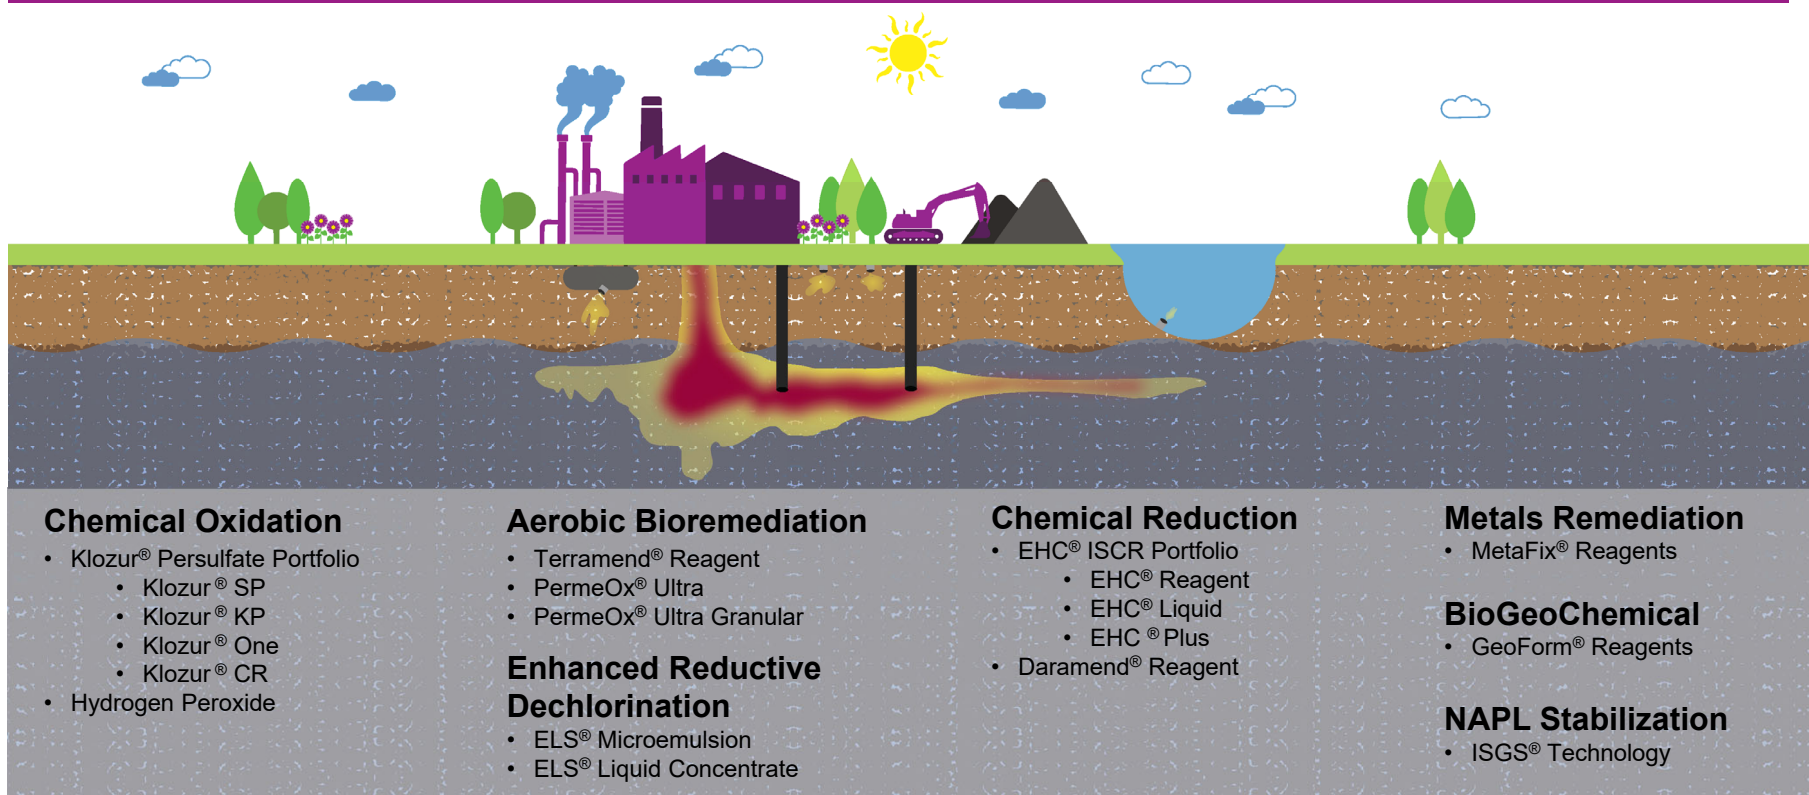 Chemical Oxidation
• Klozur® Persulfate Portfolio
• Klozur ® SP
• Klozur ® KP
• Klozur ® One
• Klozur ® CR
• Hydrogen Peroxide
Aerobic Bioremediation
• Terramend® Reagent
• PermeOx® Ultra
• PermeOx® Ultra Granular
Enhanced Reductive
Dechlorination
• ELS® Microemulsion
• ELS® Liquid Concentrate
Chemical Reduction
• EHC® ISCR Portfolio
• EHC® Reagent
• EHC® Liquid
• EHC ® Plus
• Daramend® Reagent
Metals Remediation
• MetaFix® Reagents
BioGeoChemical
• GeoForm® Reagents
NAPL Stabilization
• ISGS® Technology